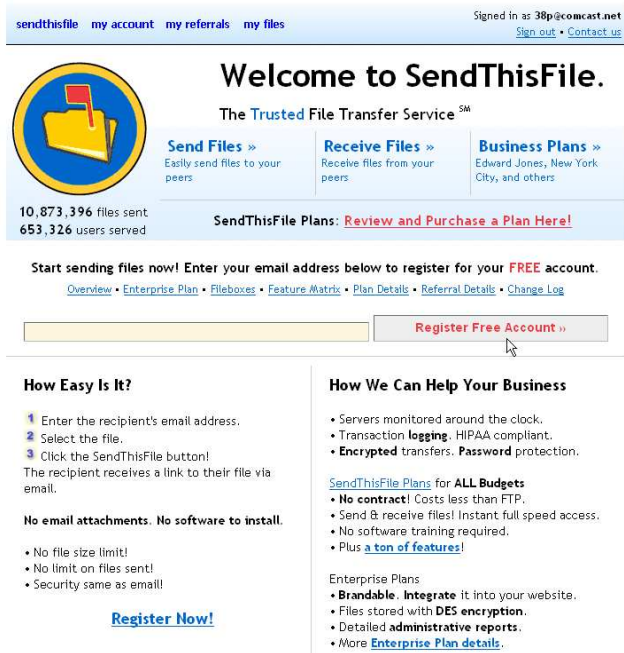 sendthisfile my account my referrals my files
Signed in as 38p@comcast.net
Sign out • Contact us
Welcome to SendThisFile.
The Trusted File Transfer Service SM
Send Files »
Easily send files to your
peers
Receive Files »
Receive files from your
peers
Business Plans »
Edward Jones, New York
City, and others
10,873,396 files sent
653,326 users served
SendThisFile Plans: Review and Purchase a Plan Here!
Start sending files now! Enter your email address below to register for your FREE account.
Overview • Enterprise Plan • Fileboxes • Feature Matrix • Plan Details • Referral Details • Change Log
Register Free Account »
How Easy Is It?
1 Enter the recipient's email address.
2 Select the file.
3 Click the SendThisFile button!
The recipient receives a link to their file via
email.
No email attachments. No software to install.
• No file size limit!
• No limit on files sent!
• Security same as email!
Register Now!
How We Can Help Your Business
• Servers monitored around the clock.
• Transaction logging. HIPAA compliant.
• Encrypted transfers. Password protection.
SendThisFile Plans for ALL Budgets
• No contract! Costs less than FTP.
• Send & receive files! Instant full speed access.
• No software training required.
• Plus a ton of features!
Enterprise Plans
• Brandable. Integrate it into your website.
• Files stored with DES encryption.
• Detailed administrative reports.
• More Enterprise Plan details.